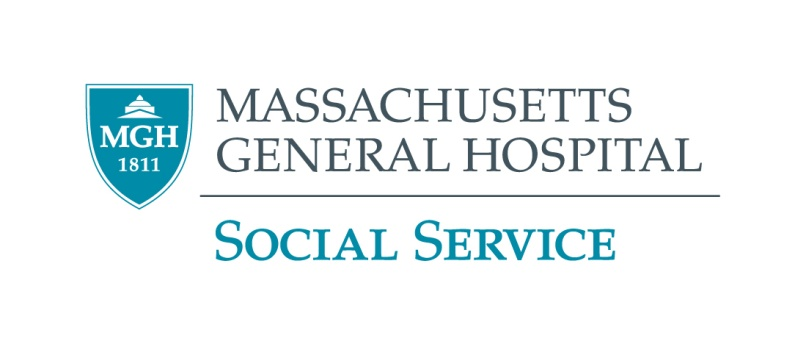 MGH
1811
MASSACHUSETTS
GENERAL HOSPITAL
SOCIAL SERVICE